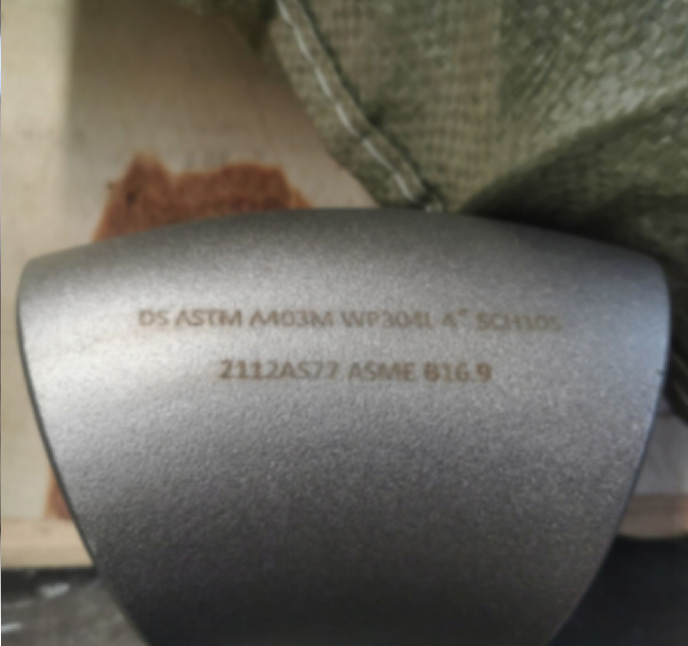 DS ASTM A403M WP304L 4" SCH10S
2112AS77 ASME B16.9